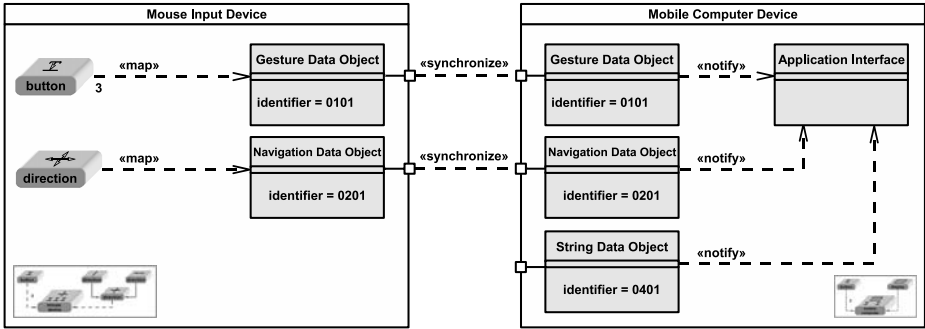 Mouse Input Device
Mobile Computer Device
button
3
«map»
Gesture Data Object
identifier = 0101
«synchronize»
Gesture Data Object
identifier = 0101
«notify»
Application Interface
direction
«map»
Navigation Data Object
identifier = 0201
«synchronize»
Navigation Data Object
identifier = 0201
«notify»
String Data Object
identifier = 0401
«notify»